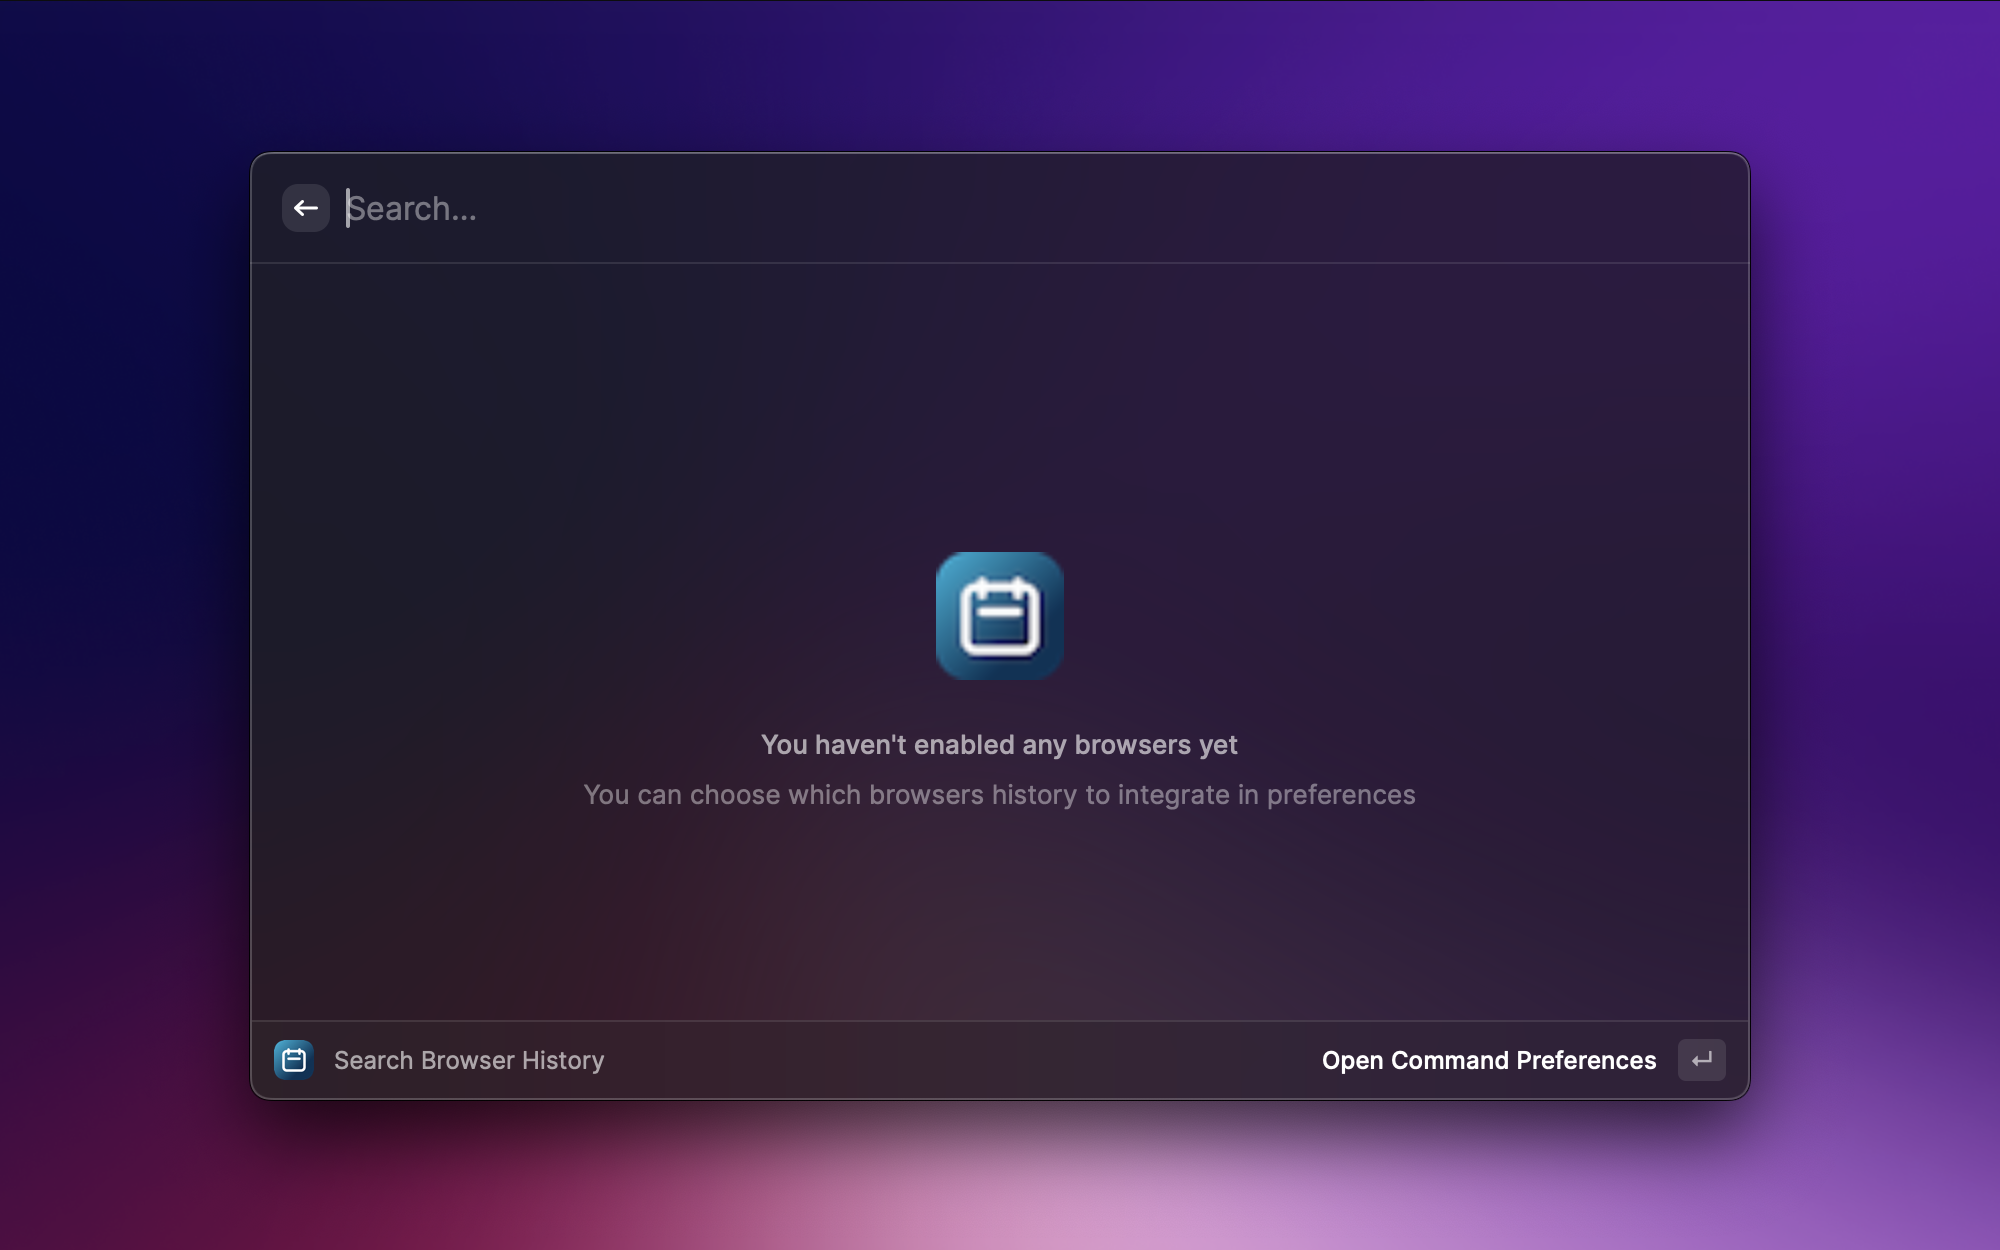 Search...
You haven't enabled any browsers yet
You can choose which browsers history to integrate in preferences
Search Browser History
Open Command Preferences